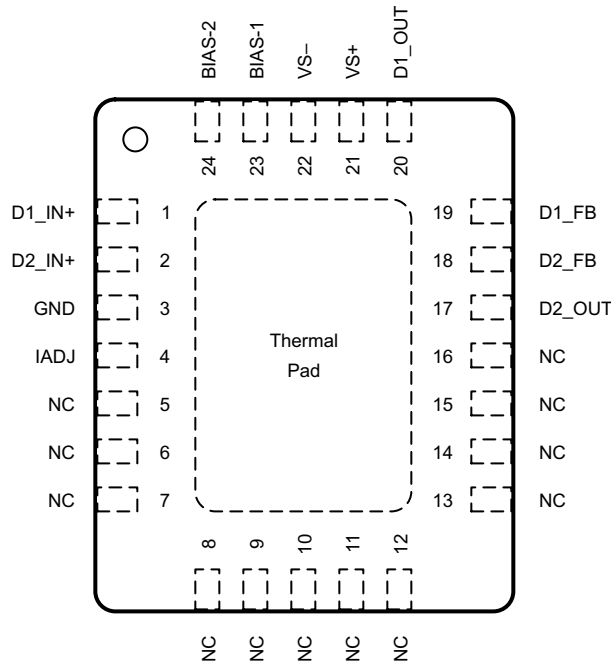 BIAS-2
BIAS-1
VS–
VS+
D1_OUT
24
23
22
21
20
D1_IN+ 1
19 D1_FB
D2_IN+ 2
18 D2_FB
GND 3
17 D2_OUT
IADJ 4
16 NC
NC 5
15 NC
NC 6
14 NC
NC 7
13 NC
Thermal
Pad
8
9
10
11
12
NC
NC
NC
NC
NC